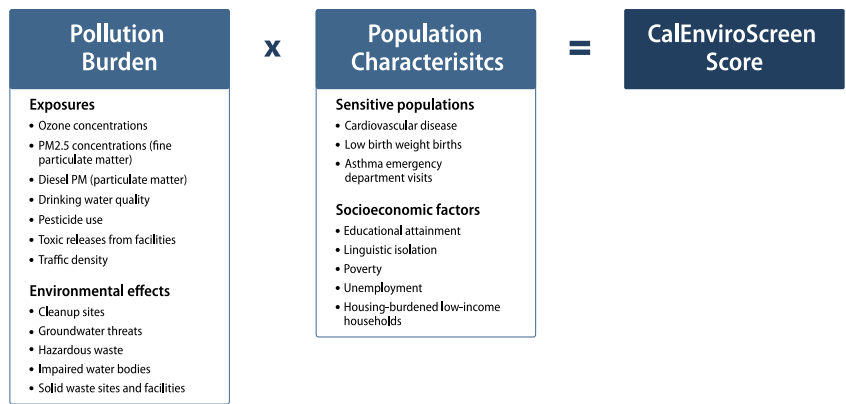 Pollution
Burden
x
Population
Characterisitcs
=
CalEnviroScreen
Score
Exposures
• Ozone concentrations
• PM2.5 concentrations (fine
particulate matter)
• Diesel PM (particulate matter)
• Drinking water quality
• Pesticide use
• Toxic releases from facilities
• Traffic density
Environmental effects
• Cleanup sites
• Groundwater threats
• Hazardous waste
• Impaired water bodies
• Solid waste sites and facilities
Sensitive populations
• Cardiovascular disease
• Low birth weight births
• Asthma emergency
department visits
Socioeconomic factors
• Educational attainment
• Linguistic isolation
• Poverty
• Unemployment
• Housing-burdened low-income
households